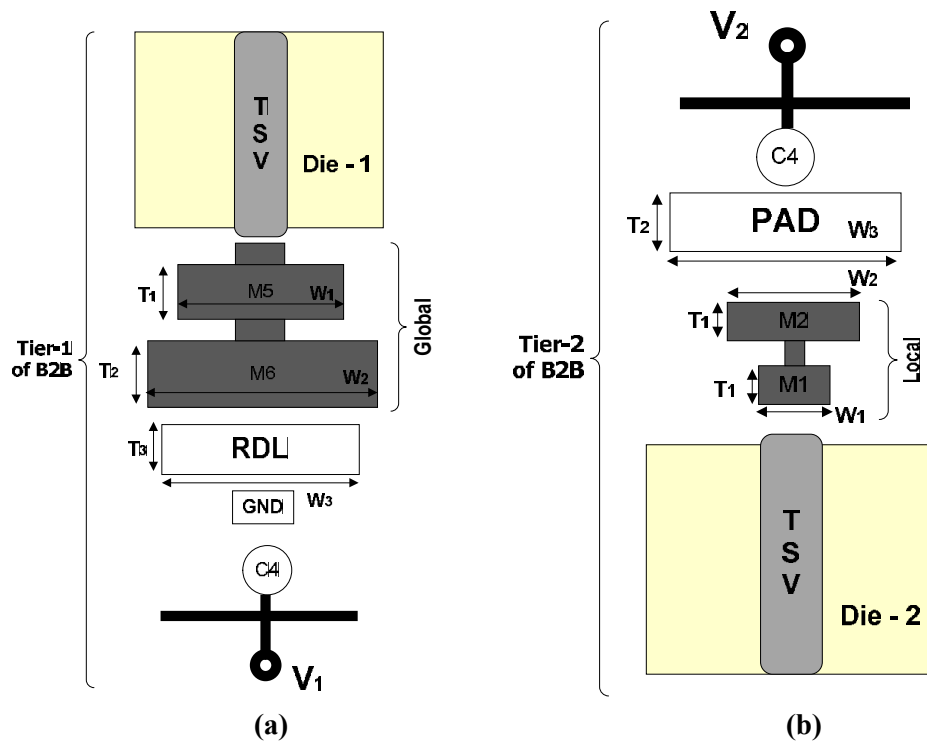 T
S
V
Die - 1
T1
M5
W1
Global
Tier-1
of B2B
T2
M6
W2
T3
RDL
W3
GND
C4
V1
(a)
V2
C4
T2
PAD
W3
W2
T1
M2
Tier-2
of B2B
Local
T1
M1
W1
T
S
V
Die - 2
(b)